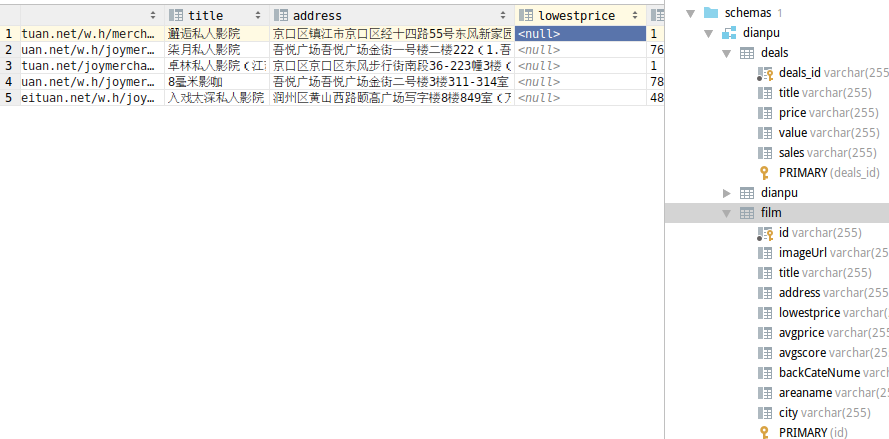 title address lowestprice
1 tuan.net/w.h/mercha… 邂逅私人影院 京口区镇江市京口区经十四路55号东风新家园 <null> 1
2 uan.net/w.h/joymer… 柒月私人影院 吾悦广场吾悦广场金街一号楼二楼222（1.吾 <null> 76
3 tuan.net/joymercha… 卓林私人影院（江苏 京口区京口区东风步行街南段36-223幢3楼（ <null> 1
4 uan.net/w.h/joymer… 8毫米影咖 吾悦广场吾悦广场金街二号楼3楼311-314室 <null> 78
5 eituan.net/w.h/joy… 入戏太深私人影院 润州区黄山西路颐高广场写字楼8楼849室（万 <null> 48
schemas 1
dianpu
deals
deals_id varchar(255
title varchar(255)
price varchar(255)
value varchar(255)
sales varchar(255)
PRIMARY (deals_id)
dianpu
film
id varchar(255)
imageUrl varchar(25
title varchar(255)
address varchar(255)
lowestprice varchar(
avgprice varchar(255
avgscore varchar(255
backCateNume varch
areaname varchar(2
city varchar(255)
PRIMARY (id)